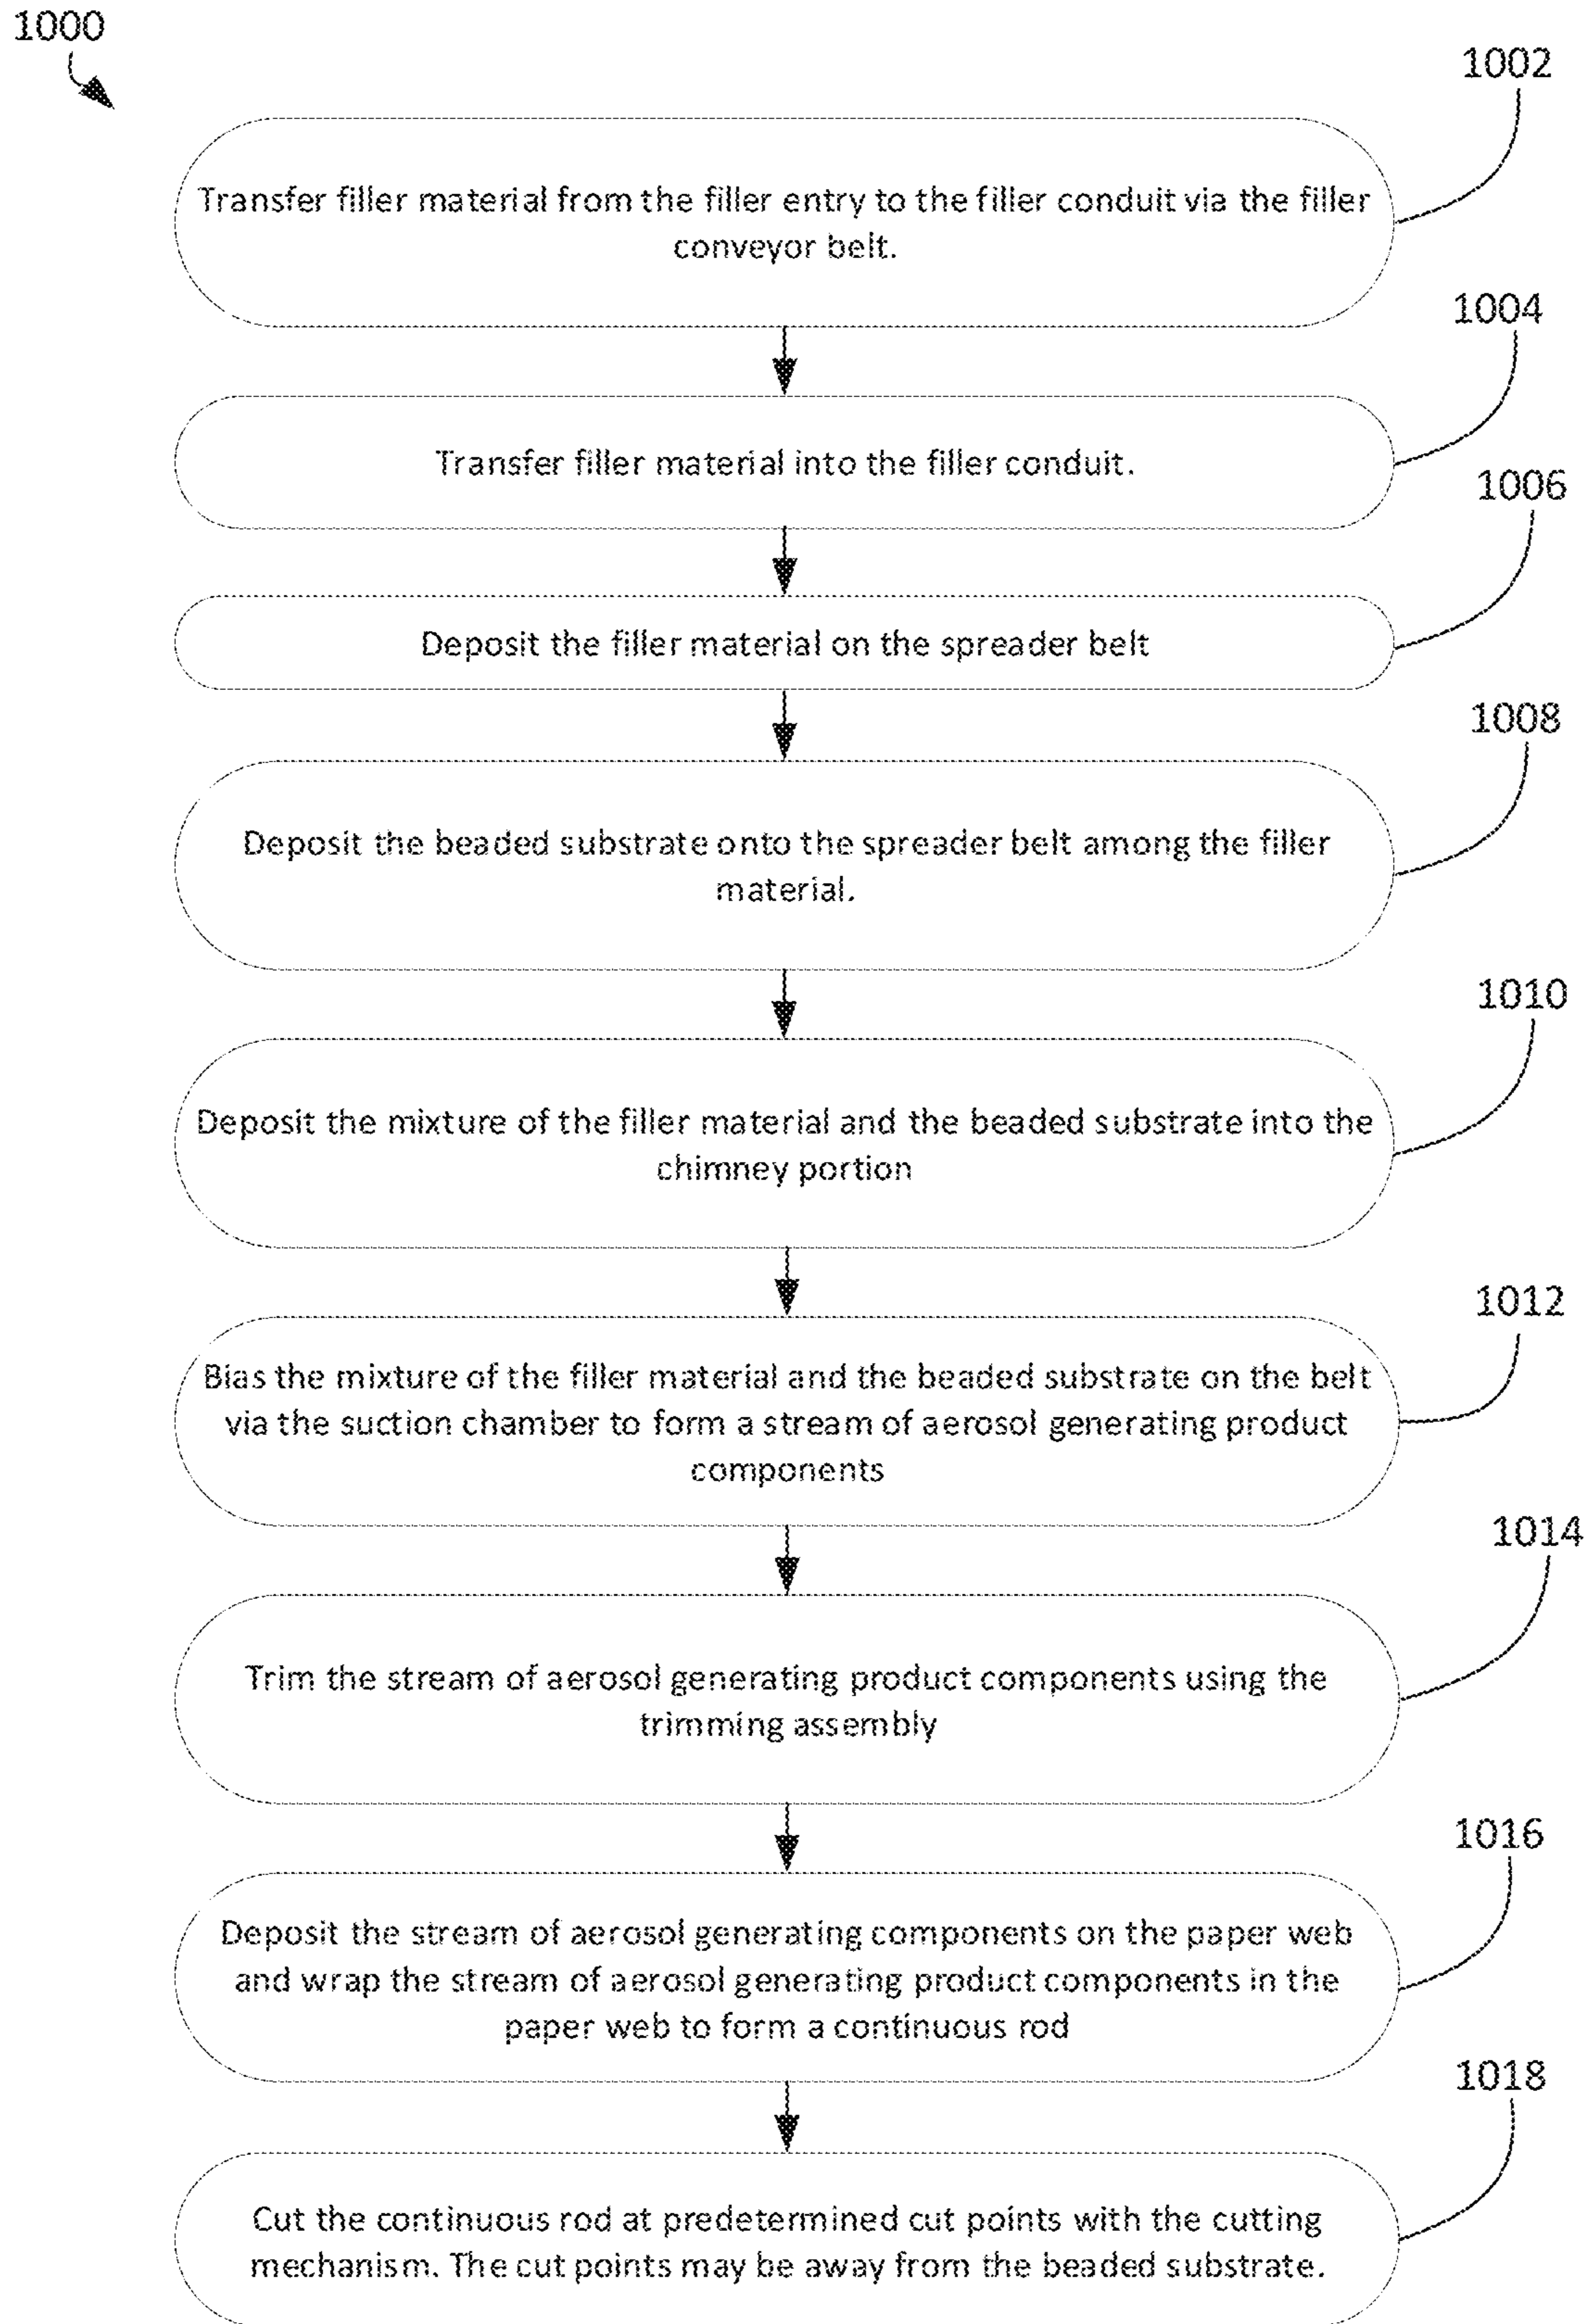 1000
1002
Transfer filler material from the filler entry to the filler conduit via the filler
conveyor belt.
1004
Transfer filler material into the filler conduit.
1006
Deposit the filler material on the spreader belt
1008
Deposit the beaded substrate onto the spreader belt among the filler
material.
1010
Deposit the mixture of the filler material and the beaded substrate into the
chimney portion
1012
Bias the mixture of the filler material and the beaded substrate on the belt
via the suction chamber to form a stream of aerosol generating product
components
1014
Trim the stream of aerosol generating product components using the
trimming assembly
1016
Deposit the stream of aerosol generating components on the paper web
and wrap the stream of aerosol generating product components in the
paper web to form a continuous rod
1018
Cut the continuous rod at predetermined cut points with the cutting
mechanism. The cut points may be away from the beaded substrate.